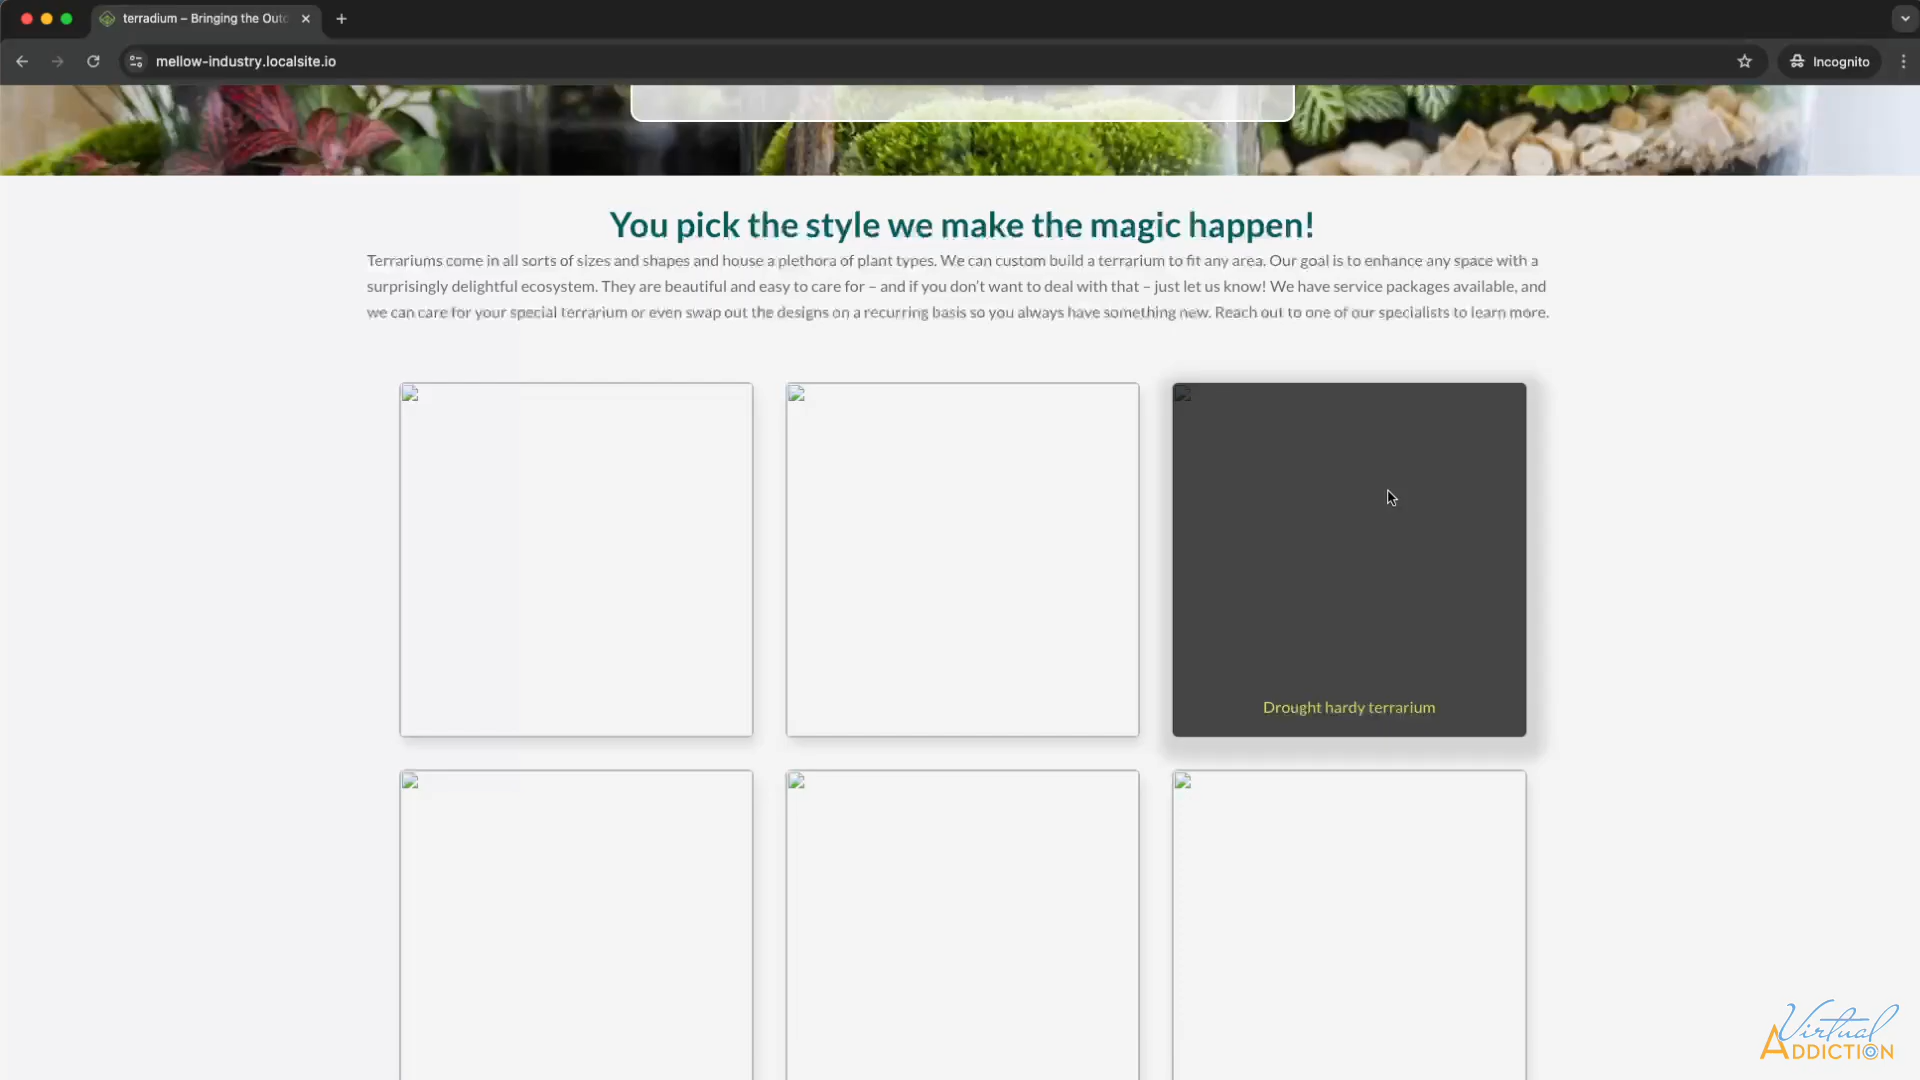 terradium – Bringing the Outd
mellow-industry.localsite.io
Incognito
You pick the style we make the magic happen!
Terrariums come in all sorts of sizes and shapes and house a plethora of plant types. We can custom build a terrarium to fit any area. Our goal is to enhance any space with a
surprisingly delightful ecosystem. They are beautiful and easy to care for – and if you don't want to deal with that – just let us know! We have service packages available, and
we can care for your special terrarium or even swap out the designs on a recurring basis so you always have something new. Reach out to one of our specialists to learn more.
Drought hardy terrarium
Virtual
ADDICTION